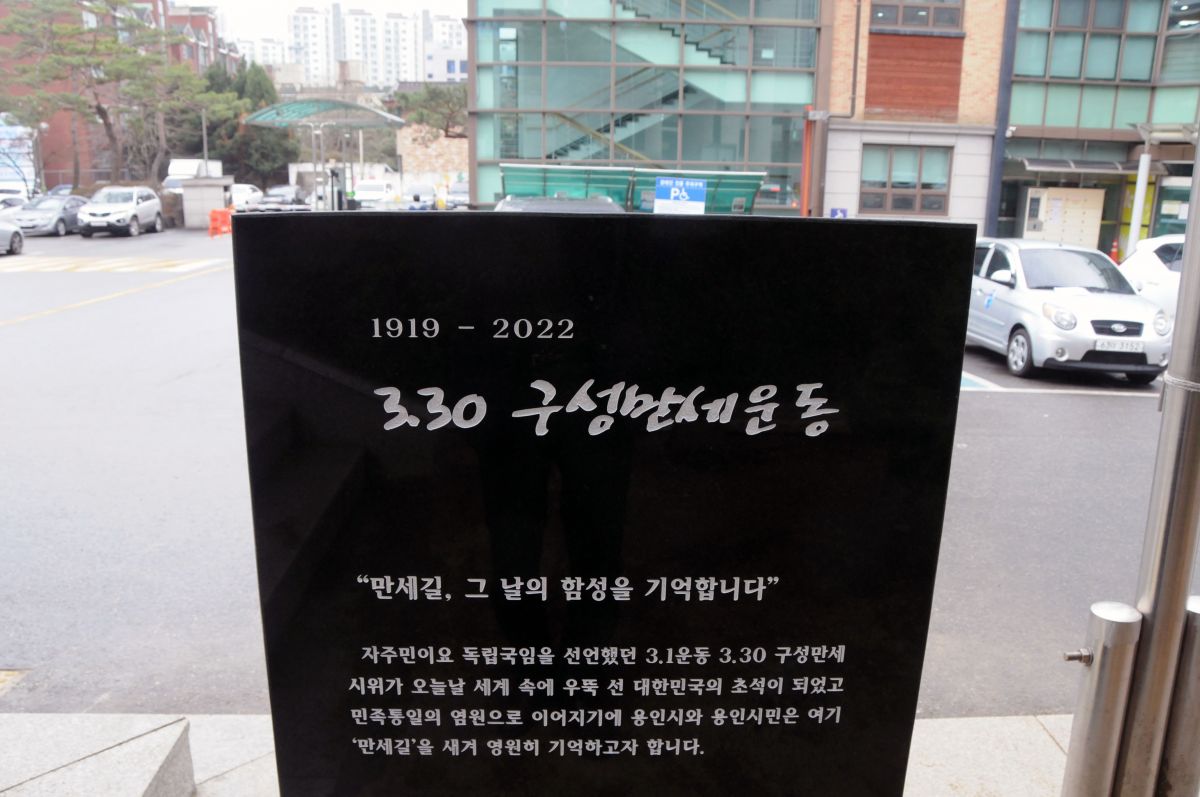 1919 - 2022
3.30 구성만세운동
“만세길, 그 날의 함성을 기억합니다”
자주민이요 독립국임을 선언했던 3.1운동 3.30 구성만세
시위가 오늘날 세계 속에 우뚝 선 대한민국의 초석이 되었고
민족통일의 염원으로 이어지기에 용인시와 용인시민은 여기
‘만세길’을 새겨 영원히 기억하고자 합니다.
P
3152